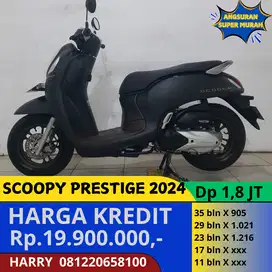 ANGSURAN
SUPER MURAH
SCOOPY PRESTIGE 2024
Dp 1,8 JT
HARGA KREDIT
Rp.19.900.000,-
HARRY 081220658100
35 bln X 905
29 bln X 1.021
23 bln X 1.216
17 bln X xxx
11 bln X xxx